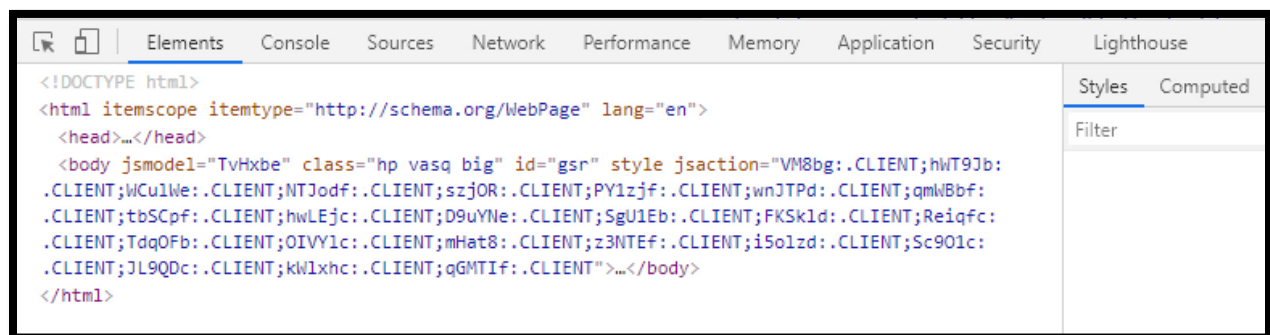 Elements Console Sources Network Performance Memory Application Security Lighthouse
<!DOCTYPE html>
<html itemscope itemtype="http://schema.org/WebPage" lang="en">
<head>…</head>
<body jsmodel="TvHxbe" class="hp vasq big" id="gsr" style jsaction="VM8bg:.CLIENT;hWT9Jb:
.CLIENT;WCulWe:.CLIENT;NTJodf:.CLIENT;szjOR:.CLIENT;PY1zjf:.CLIENT;wnJTPd:.CLIENT;qmWBbf:
.CLIENT;tbSCpf:.CLIENT;hwLEjc:.CLIENT;D9uYNe:.CLIENT;SgU1Eb:.CLIENT;FKSkld:.CLIENT;Reiqfc:
.CLIENT;TdqOFb:.CLIENT;OIVYlc:.CLIENT;mHat8:.CLIENT;z3NTEf:.CLIENT;i5olzd:.CLIENT;Sc9O1c:
.CLIENT;JL9QDc:.CLIENT;kWlxhc:.CLIENT;qGMTIf:.CLIENT">…</body>
</html>
Styles Computed
Filter